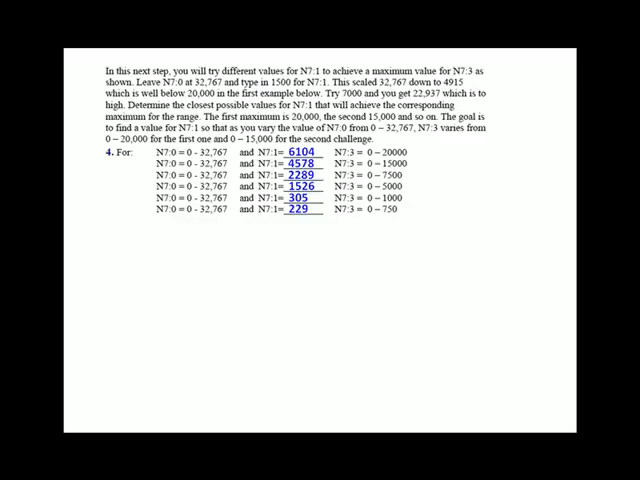 In this next step, you will try different values for N7:1 to achieve a maximum value for N7:3 as
shown. Leave N7:0 at 32,767 and type in 1500 for N7:1. This scaled 32,767 down to 4915
which is well below 20,000 in the first example below. Try 7000 and you get 22,937 which is to
high. Determine the closest possible values for N7:1 that will achieve the corresponding
maximum for the range. The first maximum is 20,000, the second 15,000 and so on. The goal is
to find a value for N7:1 so that as you vary the value of N7:0 from 0 – 32,767, N7:3 varies from
0 – 20,000 for the first one and 0 – 15,000 for the second challenge.
4. For: N7:0 = 0 - 32,767 and N7:1= 6104 N7:3 = 0 – 20000
N7:0 = 0 - 32,767 and N7:1= 4578 N7:3 = 0 – 15000
N7:0 = 0 - 32,767 and N7:1= 2289 N7:3 = 0 – 7500
N7:0 = 0 - 32,767 and N7:1= 1526 N7:3 = 0 – 5000
N7:0 = 0 - 32,767 and N7:1= 305 N7:3 = 0 – 1000
N7:0 = 0 - 32,767 and N7:1= 229 N7:3 = 0 – 750